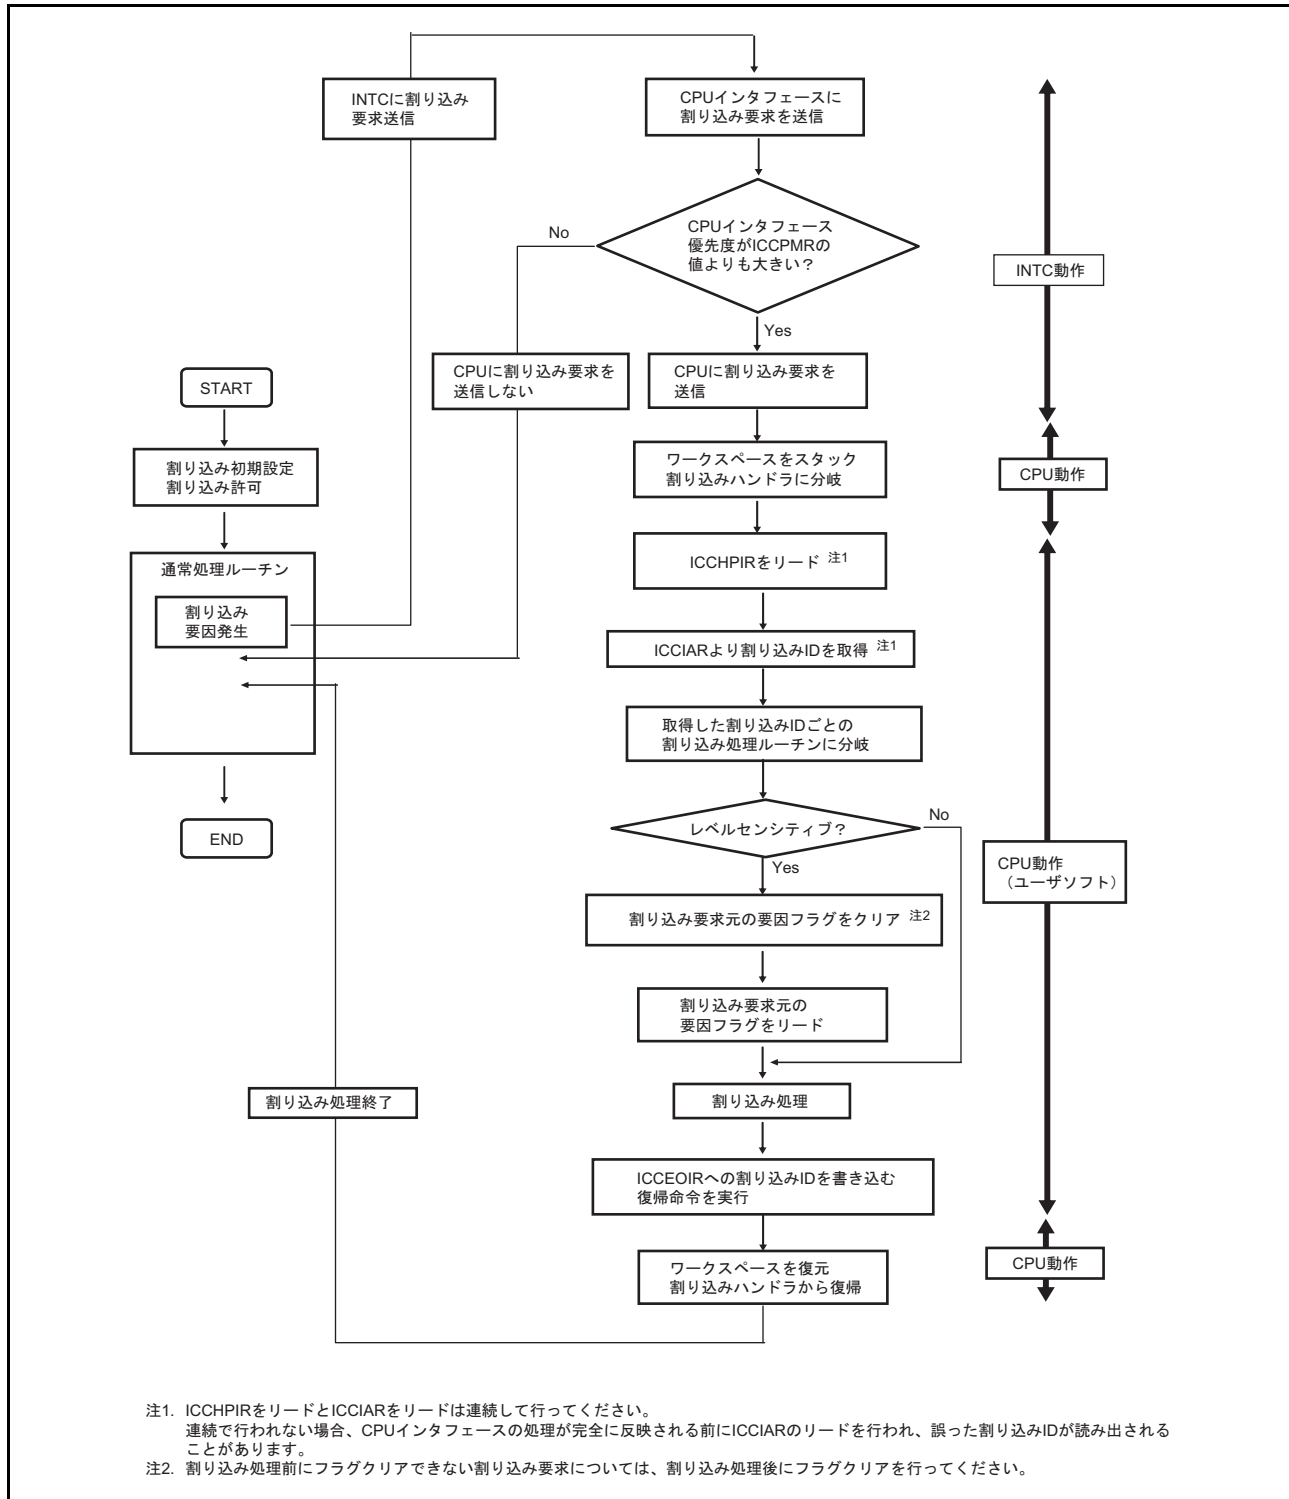 INTCに割り込み
要求送信
CPUインタフェースに
割り込み要求を送信
CPUインタフェース
優先度がICCPMRの
値よりも大きい？
No
Yes
INTC動作
CPUに割り込み要求を
送信しない
CPUに割り込み要求を
送信
START
割り込み初期設定
割り込み許可
ワークスペースをスタック
割り込みハンドラに分岐
CPU動作
通常処理ルーチン
割り込み
要因発生
ICCHPIRをリード 注1
ICCIARより割り込みIDを取得 注1
取得した割り込みIDごとの
割り込み処理ルーチンに分岐
END
レベルセンシティブ？
No
Yes
CPU動作
（ユーザソフト）
割り込み要求元の要因フラグをクリア 注2
割り込み要求元の
要因フラグをリード
割り込み処理終了
割り込み処理
ICCEOIRへの割り込みIDを書き込む
復帰命令を実行
ワークスペースを復元
割り込みハンドラから復帰
CPU動作
注1. ICCHPIRをリードとICCIARをリードは連続して行ってください。
連続で行われない場合、CPUインタフェースの処理が完全に反映される前にICCIARのリードを行われ、誤った割り込みIDが読み出される
ことがあります。
注2. 割り込み処理前にフラグクリアできない割り込み要求については、割り込み処理後にフラグクリアを行ってください。